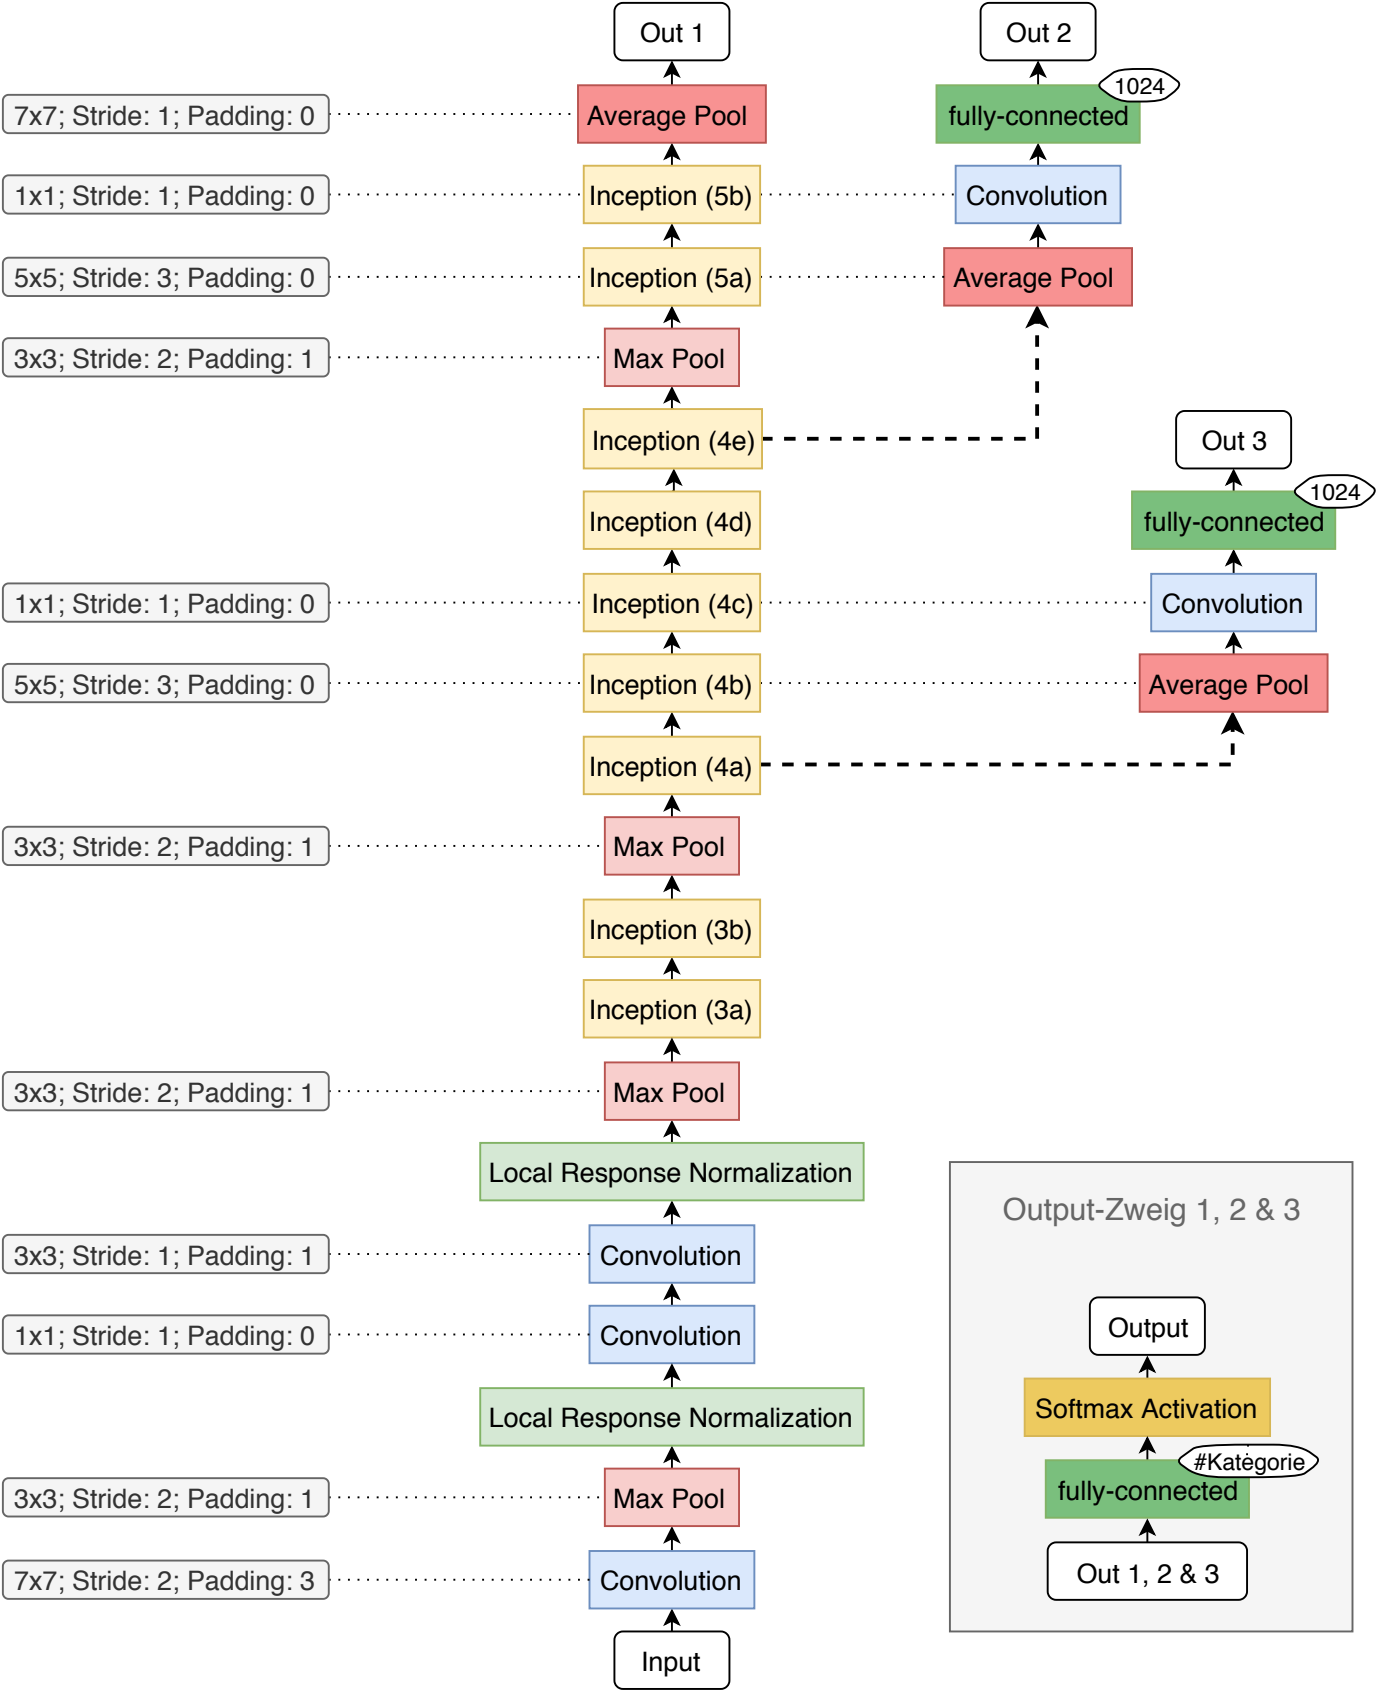 Out 1
Out 2
1024
7x7; Stride: 1; Padding: 0
Average Pool
fully-connected
1x1; Stride: 1; Padding: 0
Inception (5b)
Convolution
5x5; Stride: 3; Padding: 0
Inception (5a)
Average Pool
3x3; Stride: 2; Padding: 1
Max Pool
Inception (4e)
Out 3
1024
Inception (4d)
fully-connected
1x1; Stride: 1; Padding: 0
Inception (4c)
Convolution
5x5; Stride: 3; Padding: 0
Inception (4b)
Average Pool
Inception (4a)
3x3; Stride: 2; Padding: 1
Max Pool
Inception (3b)
Inception (3a)
3x3; Stride: 2; Padding: 1
Max Pool
Local Response Normalization
3x3; Stride: 1; Padding: 1
Convolution
1x1; Stride: 1; Padding: 0
Convolution
Local Response Normalization
3x3; Stride: 2; Padding: 1
Max Pool
7x7; Stride: 2; Padding: 3
Convolution
Input
Output-Zweig 1, 2 & 3
Output
Softmax Activation
#Kategorie
fully-connected
Out 1, 2 & 3